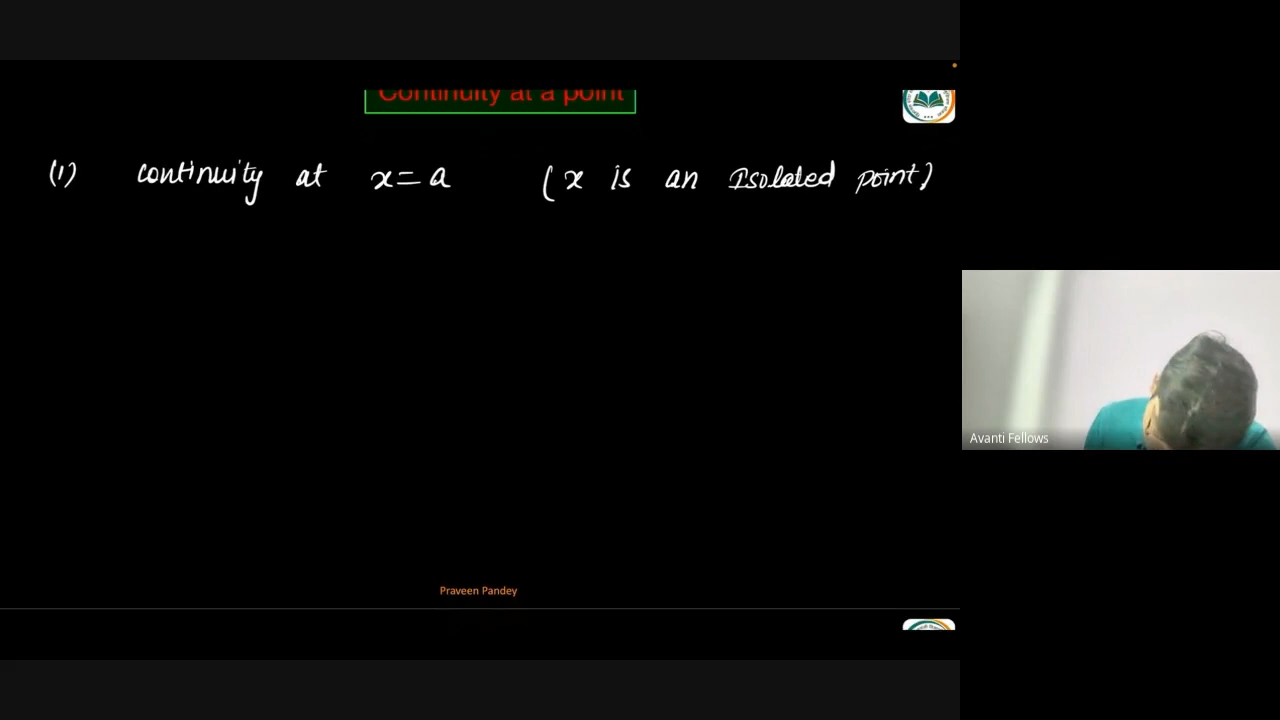 Continuity at a point
(1) continuity at x=a (x is an Isolated point)
Avanti Fellows
Praveen Pandey